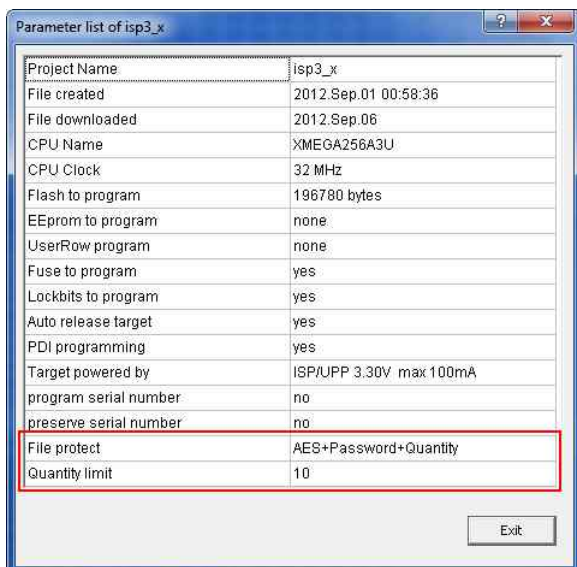 Parameter list of isp3_x
Project Name isp3_x
File created 2012.Sep.01 00:58:36
File downloaded 2012.Sep.06
CPU Name XMEGA256A3U
CPU Clock 32 MHz
Flash to program 196780 bytes
EEprom to program none
UserRow program none
Fuse to program yes
Lockbits to program yes
Auto release target yes
PDI programming yes
Target powered by ISP/UPP 3.30V max 100mA
program serial number no
preserve serial number no
File protect AES+Password+Quantity
Quantity limit 10
Exit